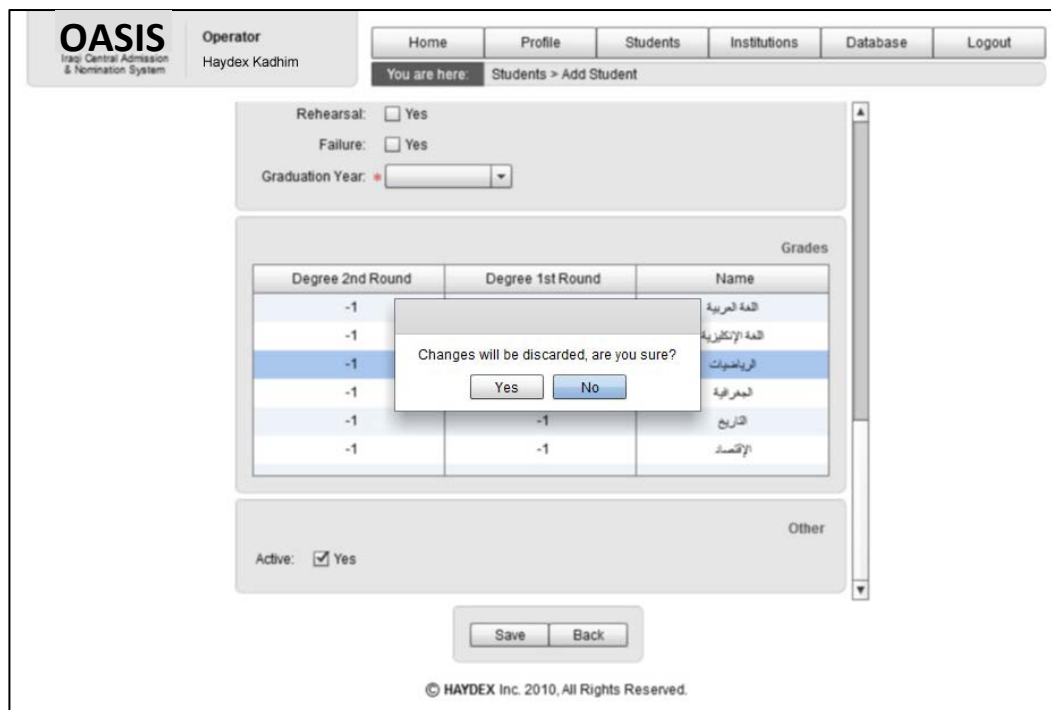 OASIS
Iraqi Central Admission
& Nomination System
Operator
Haydex Kadhim
Home Profile Students Institutions Database Logout
You are here: Students > Add Student
Rehearsal: Yes
Failure: Yes
Graduation Year: *
Grades
Degree 2nd Round Degree 1st Round Name
-1 اللغة العربية
-1 اللغة الإنكليزية
-1 الرياضيات
-1 الجغرافية
-1 -1 التاريخ
-1 -1 الإقتصاد
Changes will be discarded, are you sure?
Yes No
Other
Active: Yes
Save Back
© HAYDEX Inc. 2010, All Rights Reserved.